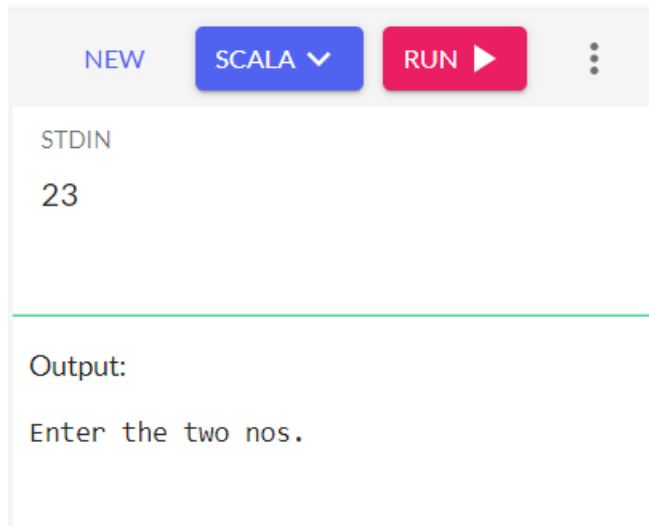 NEW SCALA RUN
STDIN
23
Output:
Enter the two nos.